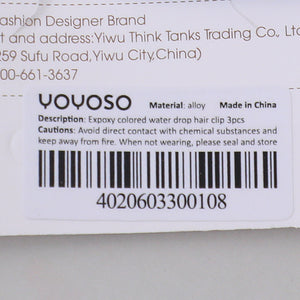 ashion Designer Brand
t and address:Yiwu Think Tanks Trading Co., Lt
259 Sufu Road,Yiwu City,China)
00-661-3637
YOYOSO Material: alloy Made in China
Description: Expoxy colored water drop hair clip 3pcs
Cautions: Avoid direct contact with chemical substances and
keep away from fire. When not wearing, please seal and store
4020603300108